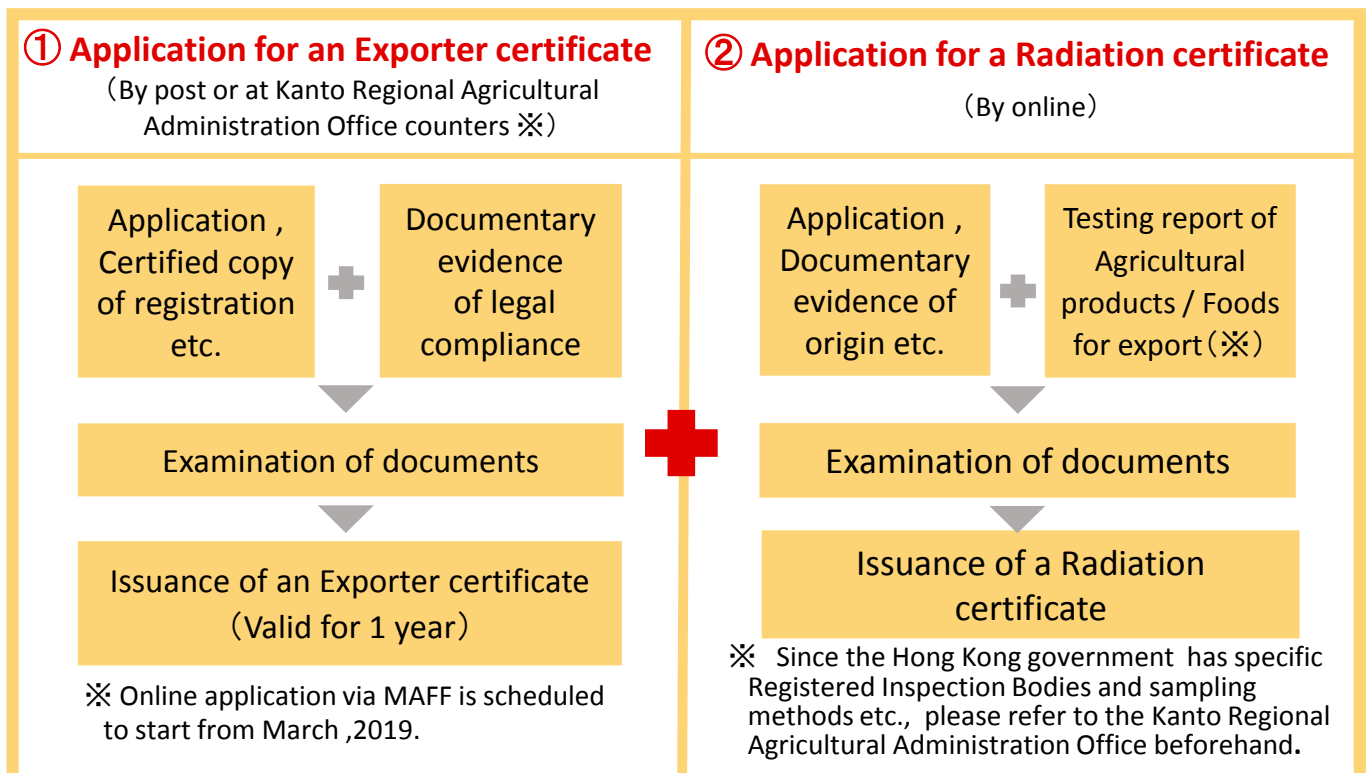 ① Application for an Exporter certificate
（By post or at Kanto Regional Agricultural
Administration Office counters ※）
Application ,
Certified copy
of registration
etc.
Documentary
evidence
of legal
compliance
Examination of documents
Issuance of an Exporter certificate
（Valid for 1 year）
※ Online application via MAFF is scheduled
to start from March ,2019.
② Application for a Radiation certificate
（By online）
Application ,
Documentary
evidence of
origin etc.
Testing report of
Agricultural
products / Foods
for export（※）
Examination of documents
Issuance of a Radiation
certificate
※ Since the Hong Kong government has specific
Registered Inspection Bodies and sampling
methods etc., please refer to the Kanto Regional
Agricultural Administration Office beforehand.